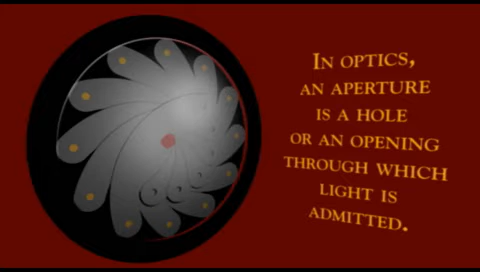 In optics,
an aperture
is a hole
or an opening
through which
light is
admitted.